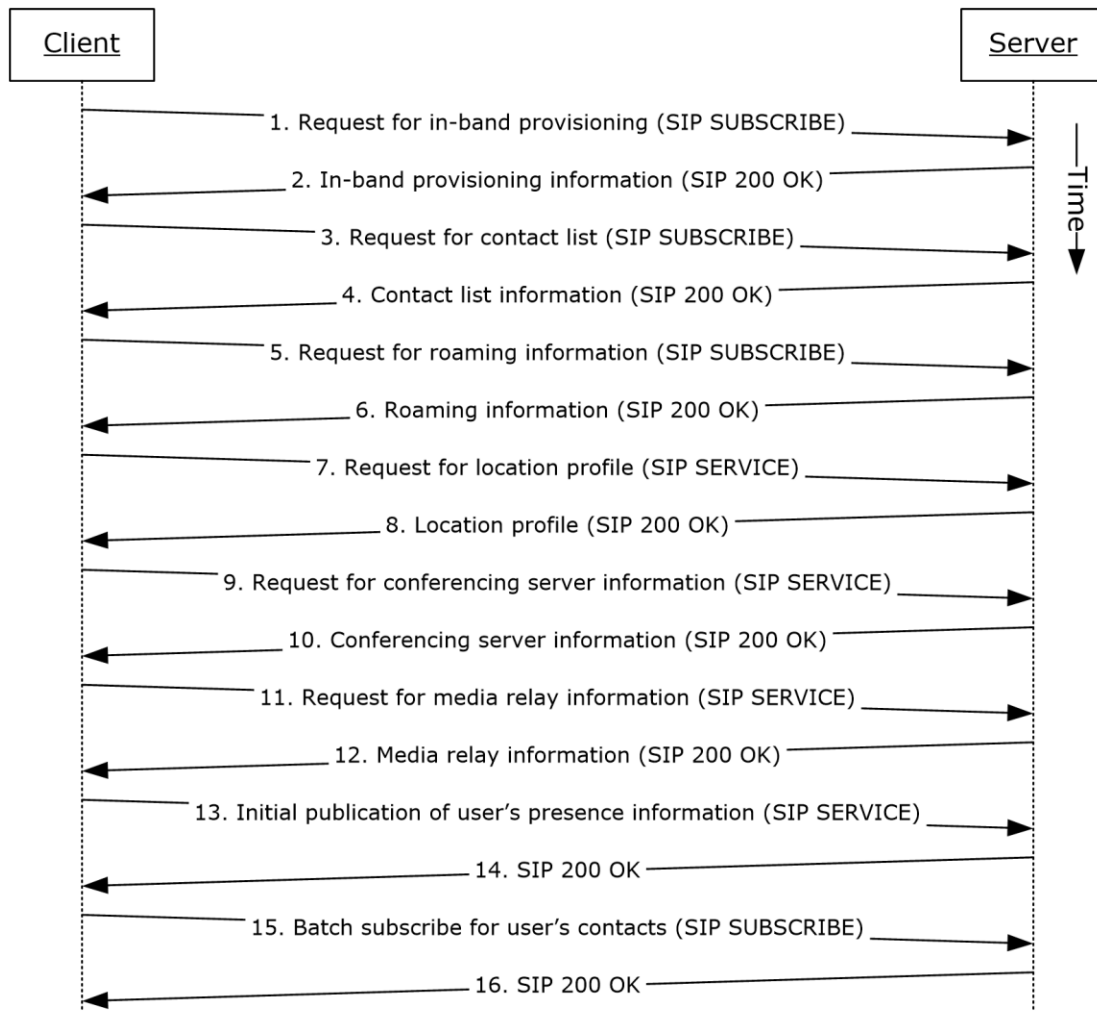 Client
Server
1. Request for in-band provisioning (SIP SUBSCRIBE)
2. In-band provisioning information (SIP 200 OK)
Time
3. Request for contact list (SIP SUBSCRIBE)
4. Contact list information (SIP 200 OK)
5. Request for roaming information (SIP SUBSCRIBE)
6. Roaming information (SIP 200 OK)
7. Request for location profile (SIP SERVICE)
8. Location profile (SIP 200 OK)
9. Request for conferencing server information (SIP SERVICE)
10. Conferencing server information (SIP 200 OK)
11. Request for media relay information (SIP SERVICE)
12. Media relay information (SIP 200 OK)
13. Initial publication of user’s presence information (SIP SERVICE)
14. SIP 200 OK
15. Batch subscribe for user’s contacts (SIP SUBSCRIBE)
16. SIP 200 OK